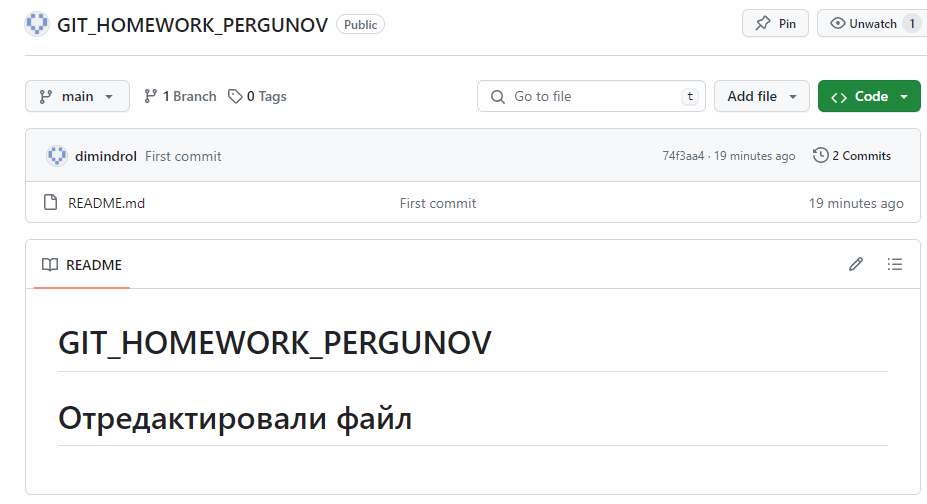 GIT_HOMEWORK_PERGUNOV Public Pin Unwatch 1
main 1 Branch 0 Tags Go to file t Add file Code
dimindrol First commit 74f3aa4 · 19 minutes ago 2 Commits
README.md First commit 19 minutes ago
README
GIT_HOMEWORK_PERGUNOV
Отредактировали файл